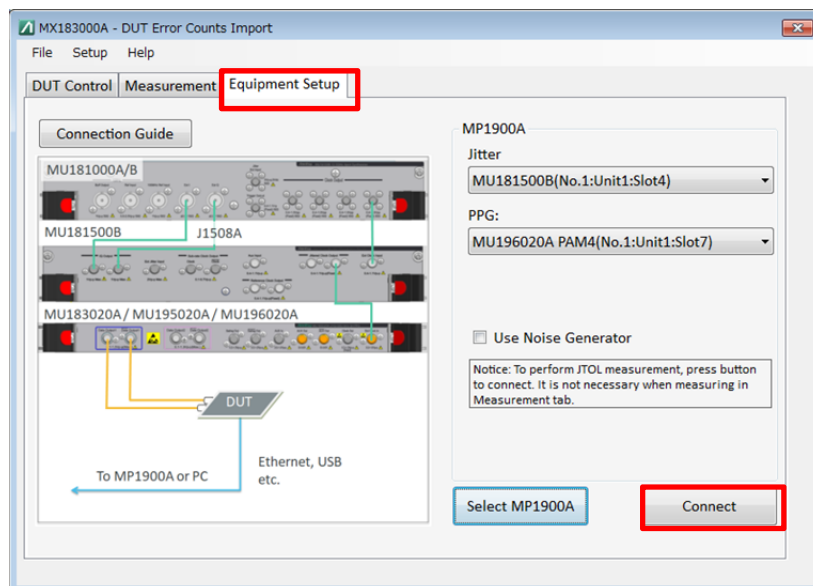 MX183000A - DUT Error Counts Import
File Setup Help
DUT Control Measurement Equipment Setup
Connection Guide
MU181000A/B
MU181500B J1508A
MU183020A/ MU195020A/ MU196020A
DUT
Ethernet, USB
etc.
To MP1900A or PC
MP1900A
Jitter
MU181500B(No.1:Unit1:Slot4)
PPG:
MU196020A PAM4(No.1:Unit1:Slot7)
Use Noise Generator
Notice: To perform JTOL measurement, press button
to connect. It is not necessary when measuring in
Measurement tab.
Select MP1900A
Connect